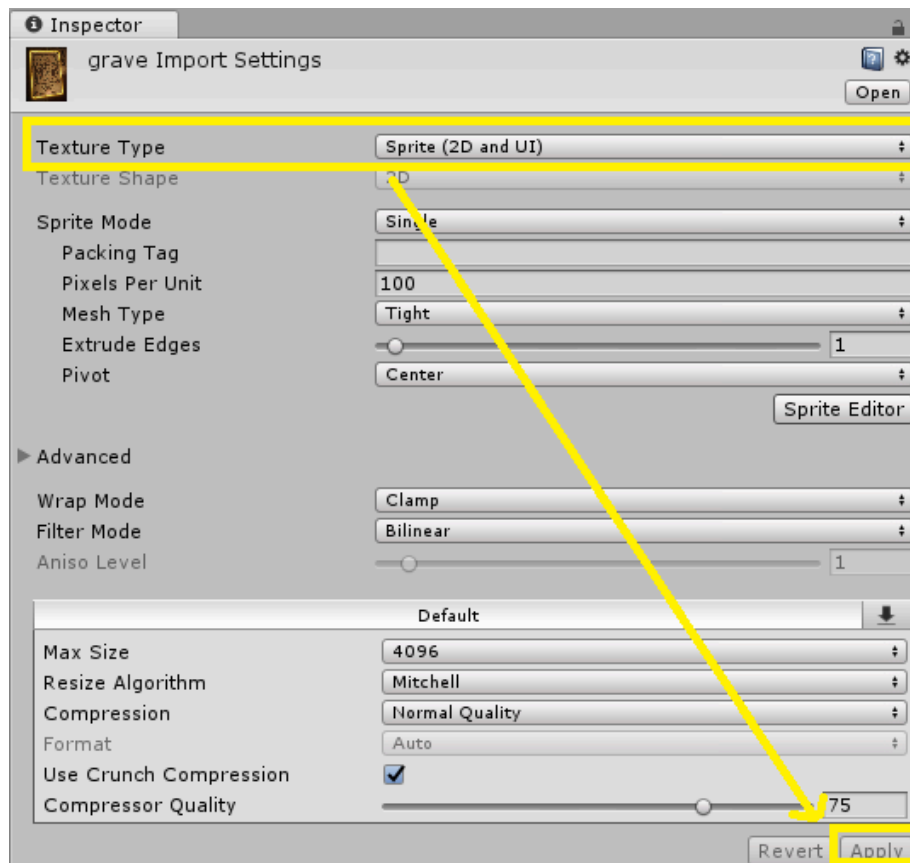 Inspector
grave Import Settings
Open
Texture Type Sprite (2D and UI)
Texture Shape 2D
Sprite Mode Single
Packing Tag
Pixels Per Unit 100
Mesh Type Tight
Extrude Edges 1
Pivot Center
Sprite Editor
Advanced
Wrap Mode Clamp
Filter Mode Bilinear
Aniso Level 1
Default
Max Size 4096
Resize Algorithm Mitchell
Compression Normal Quality
Format Auto
Use Crunch Compression
Compressor Quality 75
Revert Apply